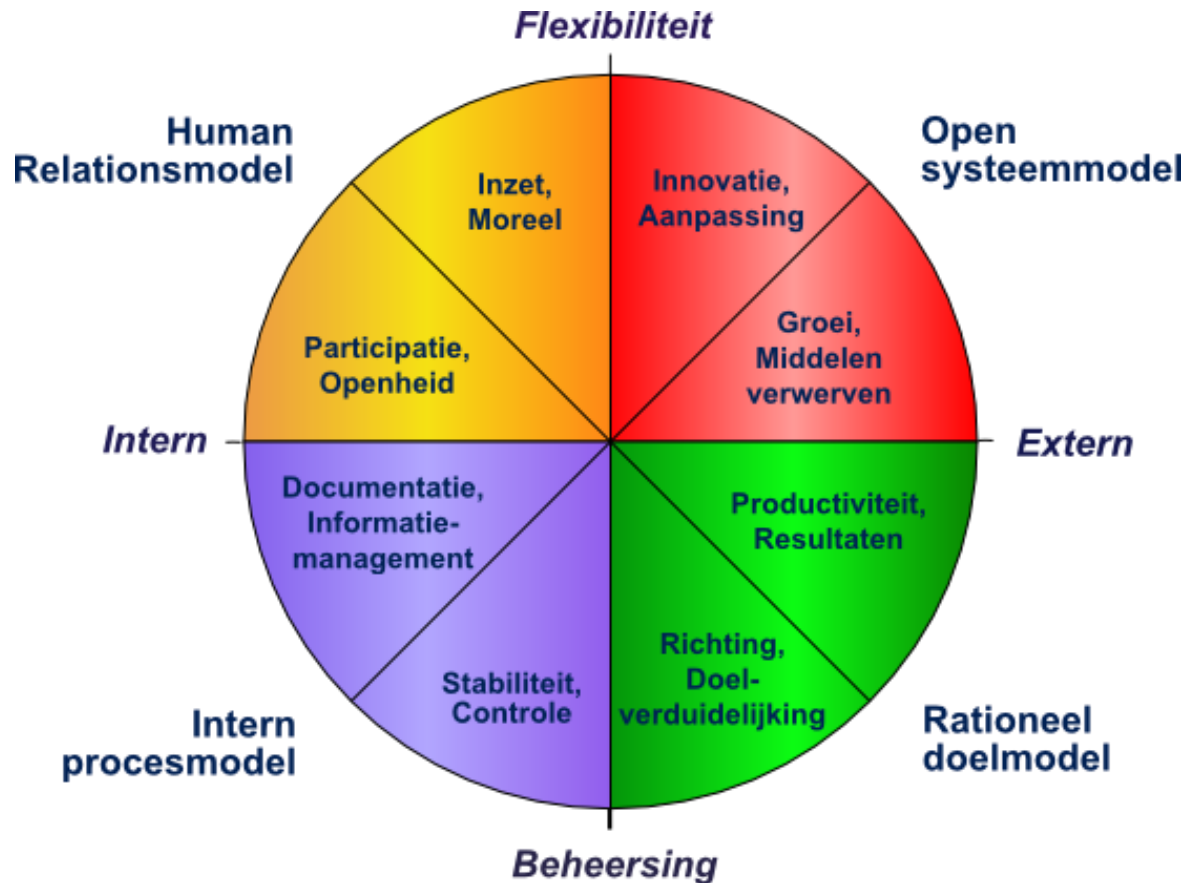 Flexibiliteit
Human
Relationsmodel
Open
systeemmodel
Inzet,
Moreel
Innovatie,
Aanpassing
Participatie,
Openheid
Groei,
Middelen
verwerven
Intern
Extern
Documentatie,
Informatie-
management
Productiviteit,
Resultaten
Stabiliteit,
Controle
Richting,
Doel-
verduidelijking
Intern
procesmodel
Rationeel
doelmodel
Beheersing